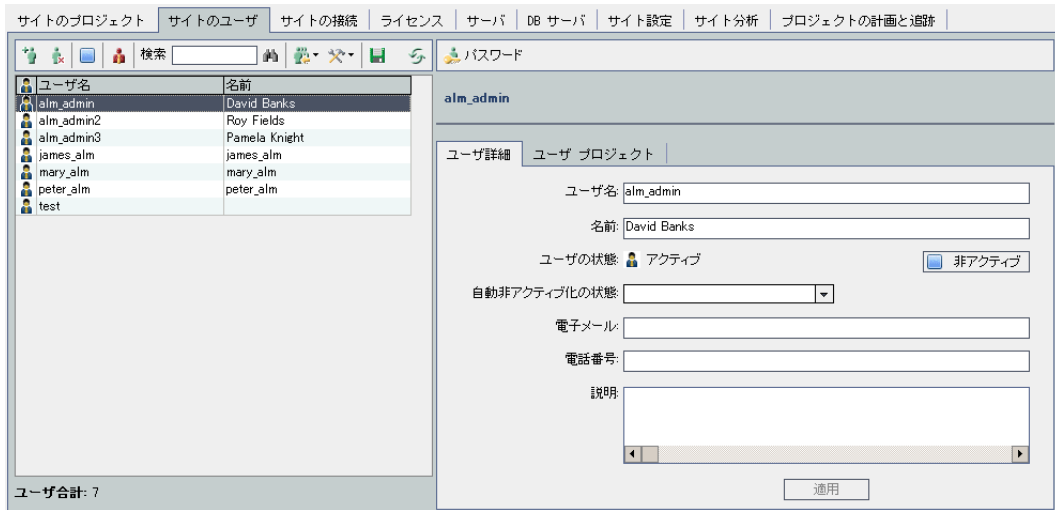 サイトのプロジェクト サイトのユーザ サイトの接続 ライセンス サーバ DB サーバ サイト設定 サイト分析 プロジェクトの計画と追跡
検索
パスワード
ユーザ名 名前
alm_admin David Banks
alm_admin2 Roy Fields
alm_admin3 Pamela Knight
james_alm james_alm
mary_alm mary_alm
peter_alm peter_alm
test
ユーザ合計: 7
alm_admin
ユーザ詳細 ユーザ プロジェクト
ユーザ名: alm_admin
名前: David Banks
ユーザの状態: アクティブ 非アクティブ
自動非アクティブ化の状態:
電子メール:
電話番号:
説明:
適用